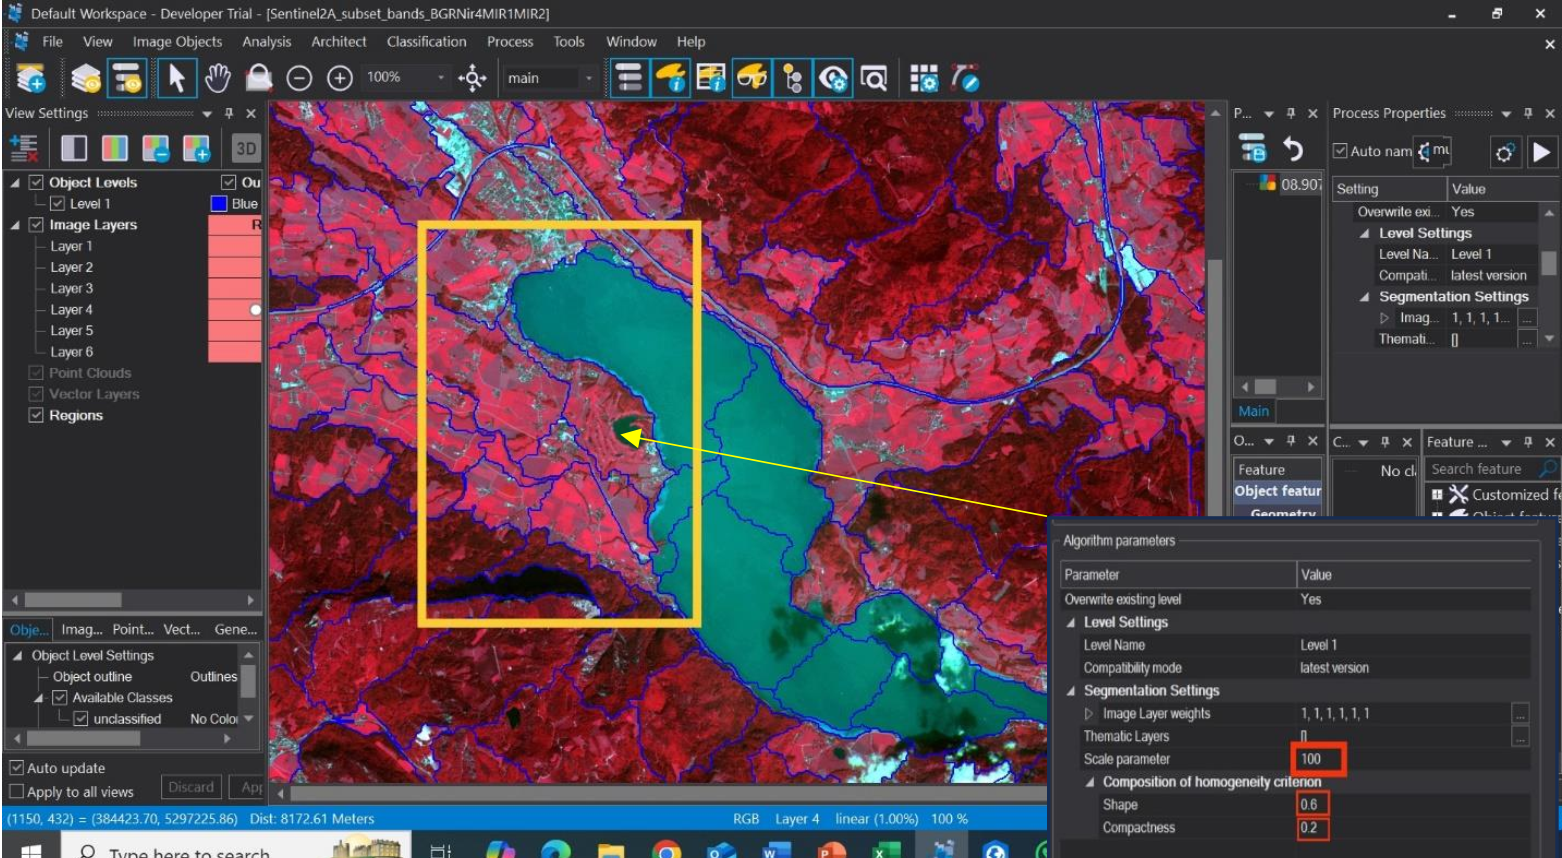 Default Workspace - Developer Trial - [Sentinel2A_subset_bands_BGRNir4MIR1MIR2]
File View Image Objects Analysis Architect Classification Process Tools Window Help
100% main
View Settings
3D
Object Levels Ou
Level 1 Blue
Image Layers R
Layer 1
Layer 2
Layer 3
Layer 4
Layer 5
Layer 6
Point Clouds
Vector Layers
Regions
Obje... Imag... Point... Vect... Gene...
Object Level Settings
Object outline Outlines
Available Classes
unclassified No Color
Auto update
Apply to all views Discard App
P...
08.907
Main
Process Properties
Auto nam mu
Setting Value
Overwrite exi... Yes
Level Settings
Level Na... Level 1
Compati... latest version
Segmentation Settings
Imag... 1, 1, 1, 1... ...
Themati... [] ...
O...
Feature
Object featur
Geometry
C...
No cl
Feature ...
Search feature
Customized fe
Object featur
Algorithm parameters
Parameter Value
Overwrite existing level Yes
Level Settings
Level Name Level 1
Compatibility mode latest version
Segmentation Settings
Image Layer weights 1, 1, 1, 1, 1, 1 ...
Thematic Layers [] ...
Scale parameter 100
Composition of homogeneity criterion
Shape 0.6
Compactness 0.2
(1150, 432) = (384423.70, 5297225.86) Dist: 8172.61 Meters RGB Layer 4 linear (1.00%) 100 %
Type here to search